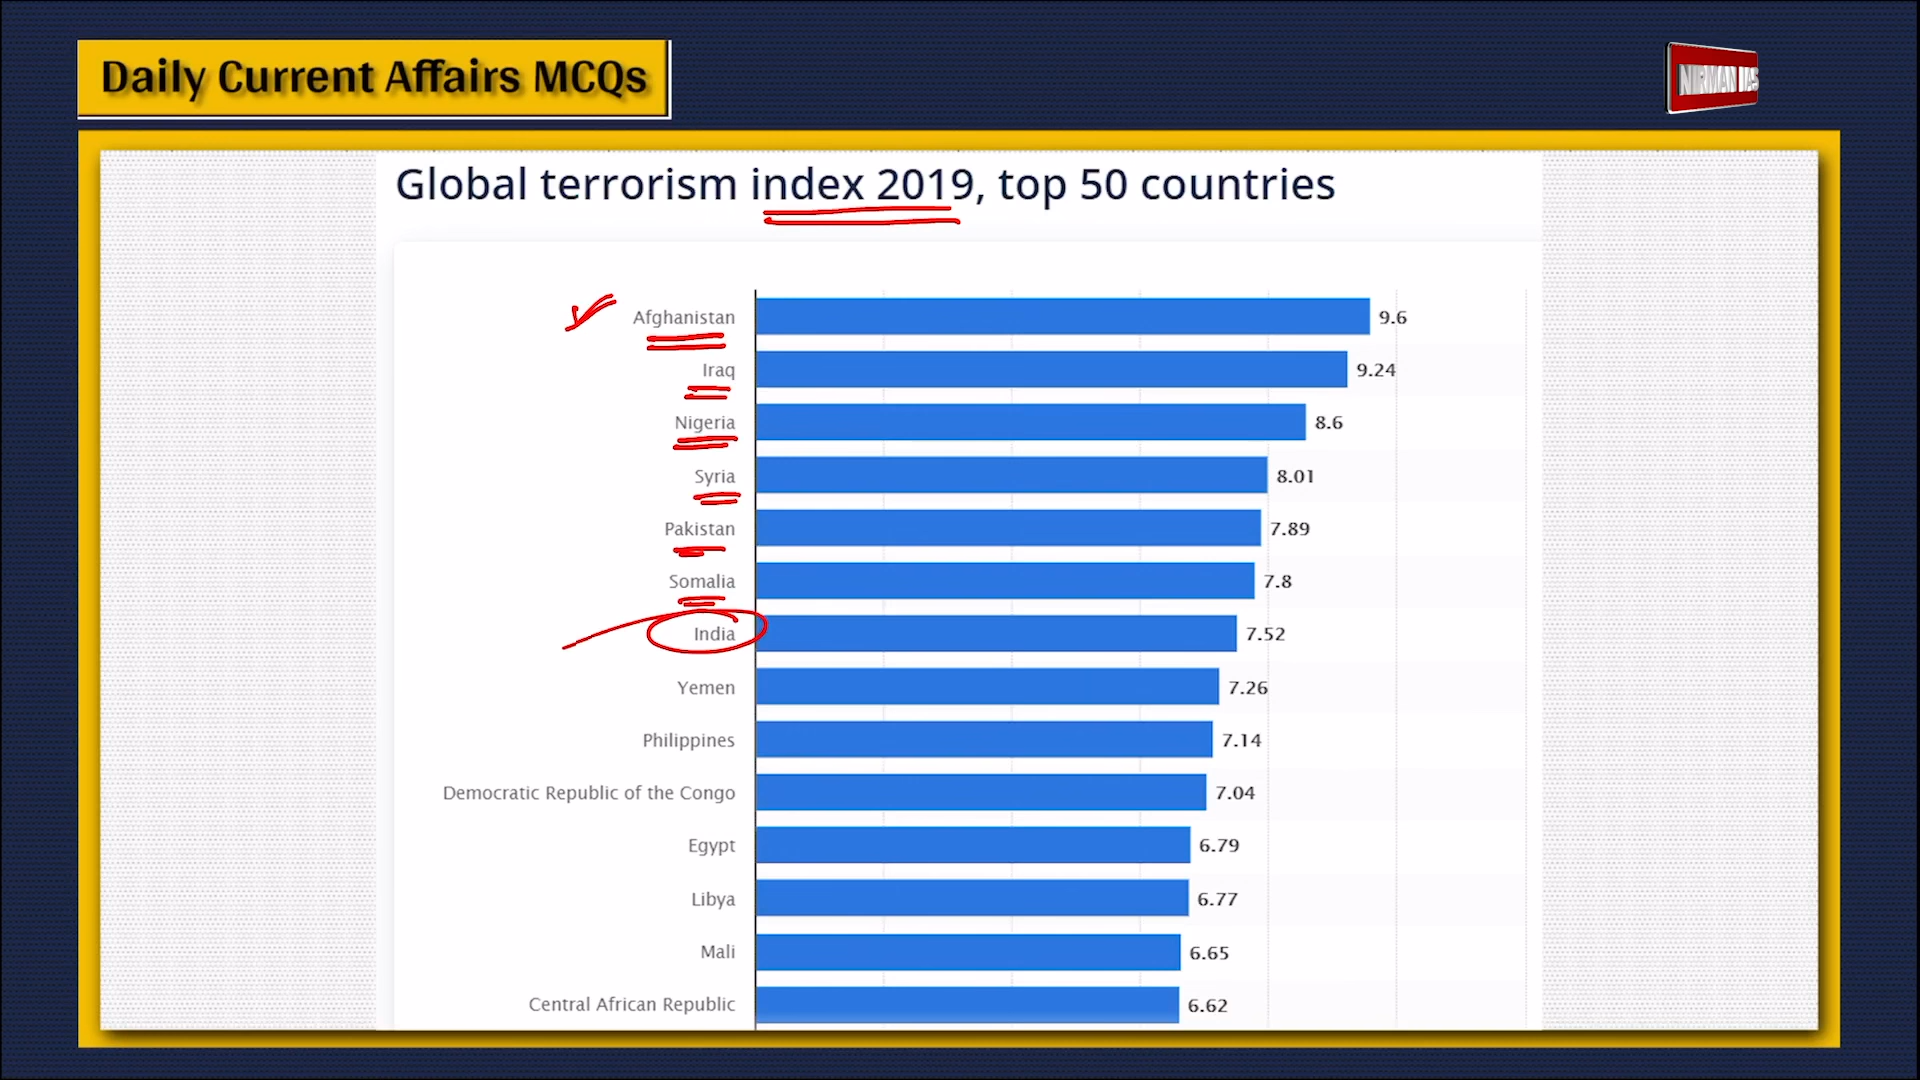 Daily Current Affairs MCQs
NIRMAN IAS
Global terrorism index 2019, top 50 countries
Afghanistan 9.6
Iraq 9.24
Nigeria 8.6
Syria 8.01
Pakistan 7.89
Somalia 7.8
India 7.52
Yemen 7.26
Philippines 7.14
Democratic Republic of the Congo 7.04
Egypt 6.79
Libya 6.77
Mali 6.65
Central African Republic 6.62